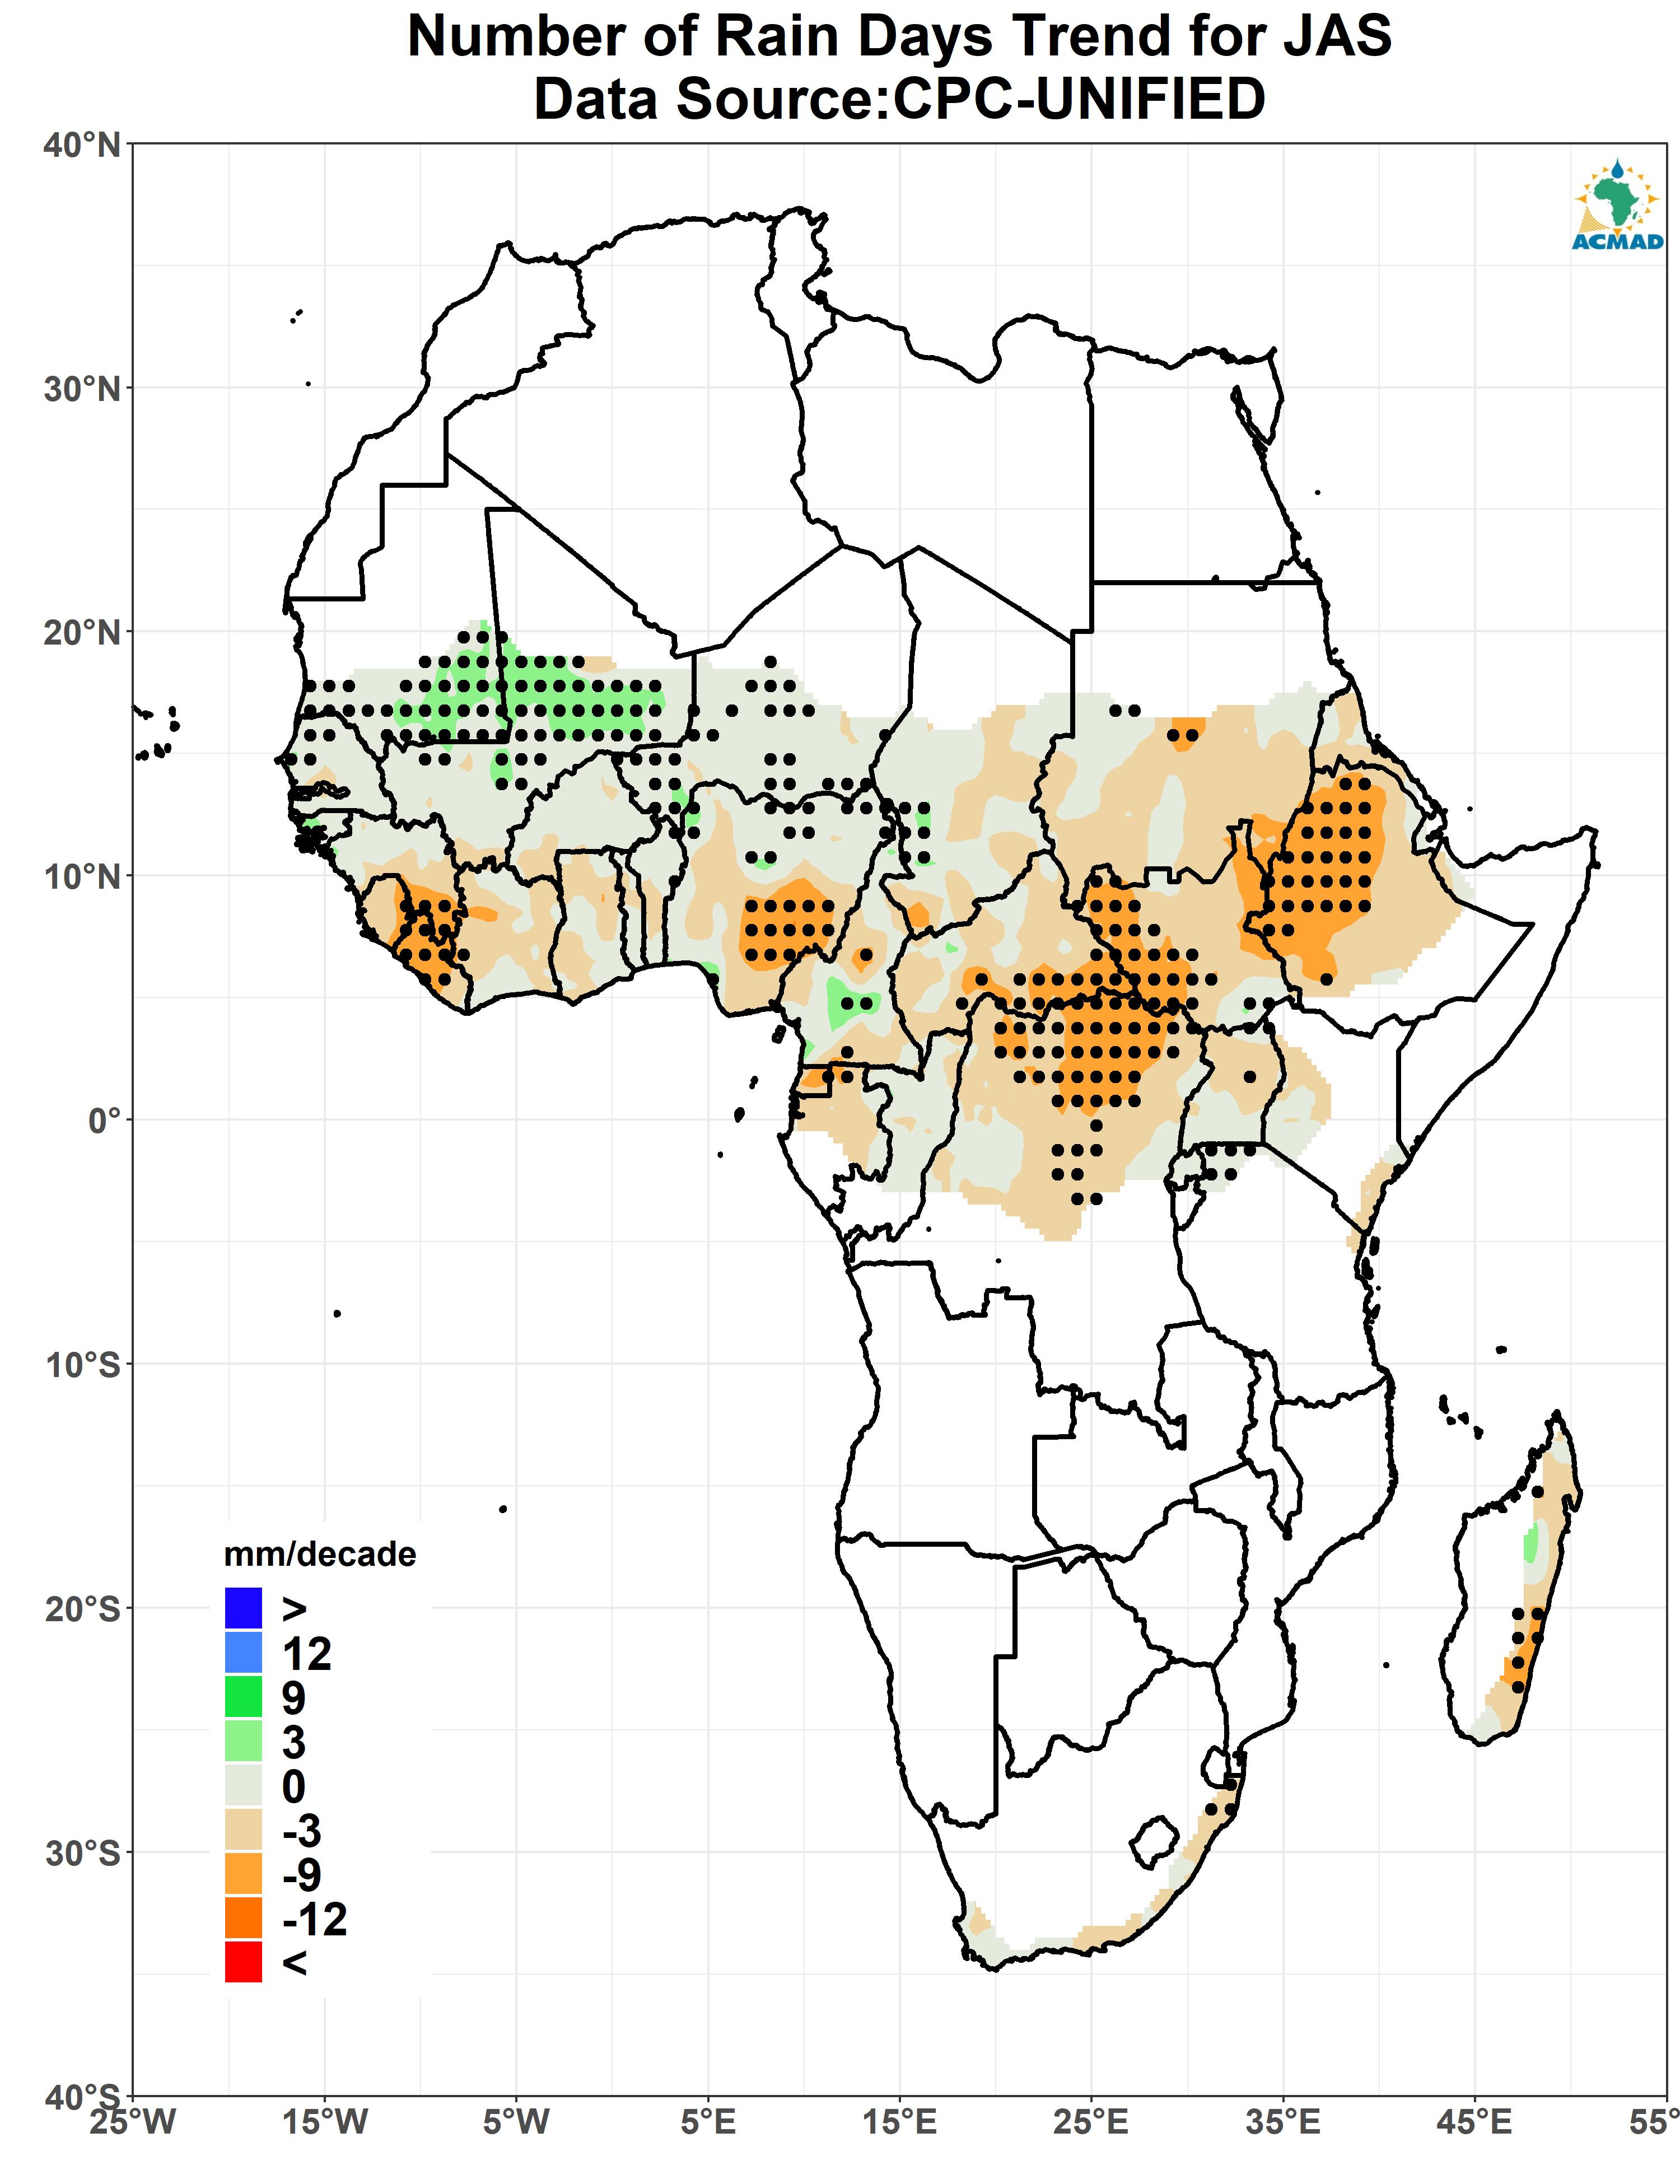 Number of Rain Days Trend for JAS
Data Source:CPC-UNIFIED
40°N
ACMAD
30°N
20°N
10°N
0°
10°S
mm/decade
>
20°S
12
9
3
0
-3
30°S
-9
-12
<
40°S
25°W 15°W 5°W 5°E 15°E 25°E 35°E 45°E 55°